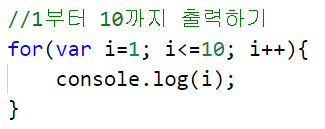 //1부터 10까지 출력하기
for(var i=1; i<=10; i++){
    console.log(i);
}